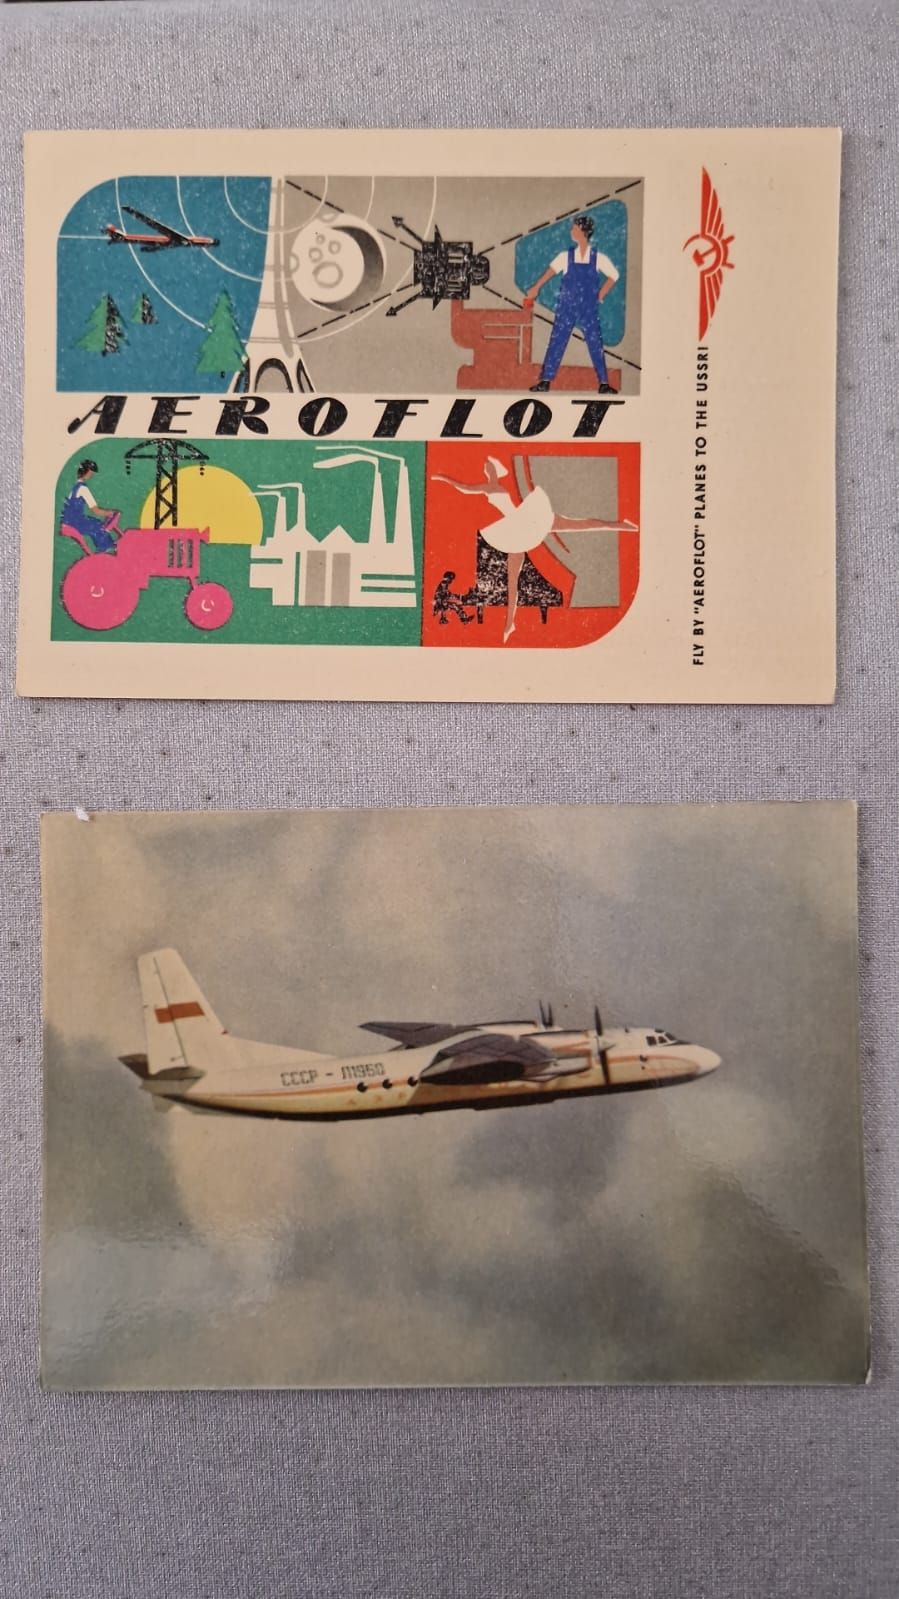 AEROFLOT
FLY BY "AEROFLOT" PLANES TO THE USSR!
СССР - Л1950